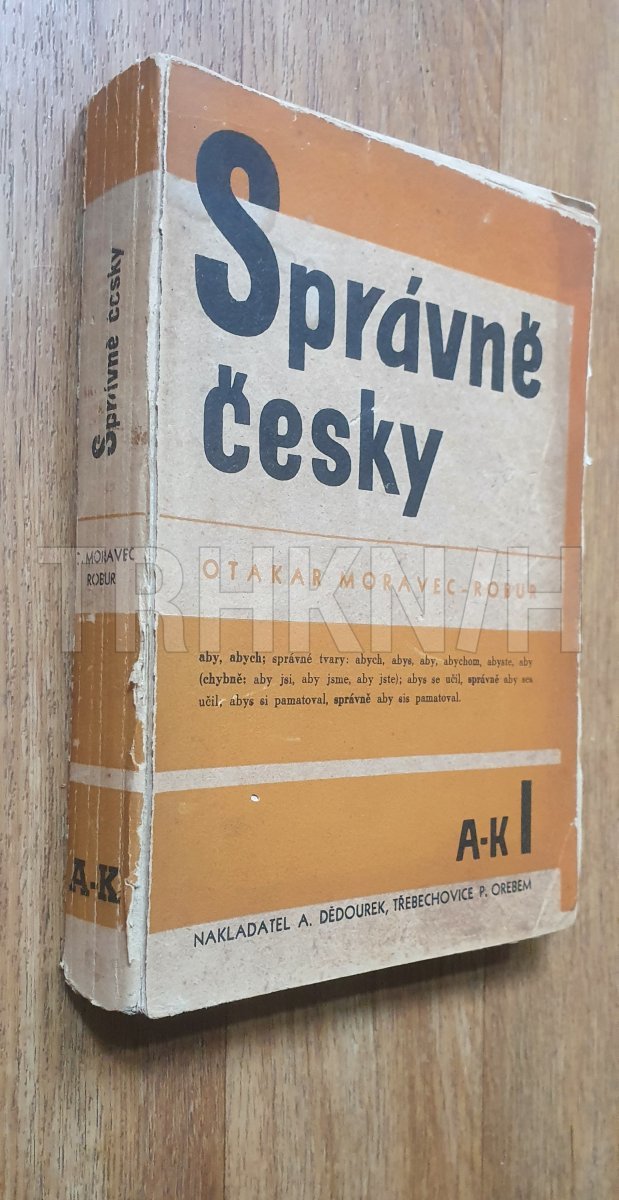 Správně
česky
OTAKAR MORAVEC-ROBUR
aby, abych; správné tvary: abych, abys, aby, abychom, abyste, aby
(chybně: aby jsi, aby jsme, aby jste); abys se učil, správně aby ses
učil, abys si pamatoval, správně aby sis pamatoval.
A-K I
NAKLADATEL A. DĚDOUREK, TŘEBECHOVICE P. OREBEM
Správně česky
MORAVEC
ROBUR
A-K
TRHKNIH